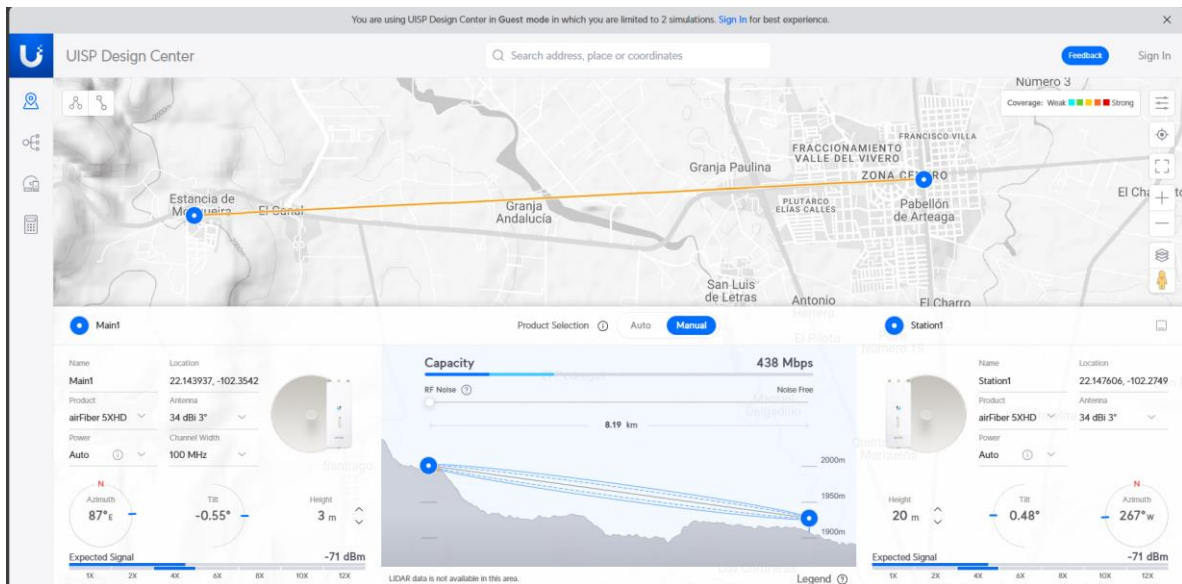 You are using UISP Design Center in Guest mode in which you are limited to 2 simulations. Sign In for best experience.
UISP Design Center
Search address, place or coordinates
Feedback
Sign In
Número 3
Coverage: Weak Strong
FRANCISCO VILLA
FRACCIONAMIENTO
VALLE DEL VIVERO
Granja Paulina
ZONA CENTRO
Estancia de
El Canal
Granja
Andalucía
PLUTARCO
ELÍAS CALLES
Pabellón
de Arteaga
San Luis
de Letras
Antonio
El Charro
Main1
Product Selection
Auto
Manual
Station1
Name
Main1
Location
22.143937, -102.3542
Product
airFiber 5XHD
Antenna
34 dBi 3°
Power
Auto
Channel Width
100 MHz
N
Azimuth
87°E
Tilt
-0.55°
Height
3 m
Expected Signal
-71 dBm
1X 2X 4X 6X 8X 10X 12X
Capacity
438 Mbps
RF Noise
Noise Free
8.19 km
2000m
1950m
1900m
LIDAR data is not available in this area.
Legend
Name
Station1
Location
22.147606, -102.2749
Product
airFiber 5XHD
Antenna
34 dBi 3°
Power
Auto
Height
20 m
Tilt
0.48°
N
Azimuth
267°W
Expected Signal
-71 dBm
1X 2X 4X 6X 8X 10X 12X